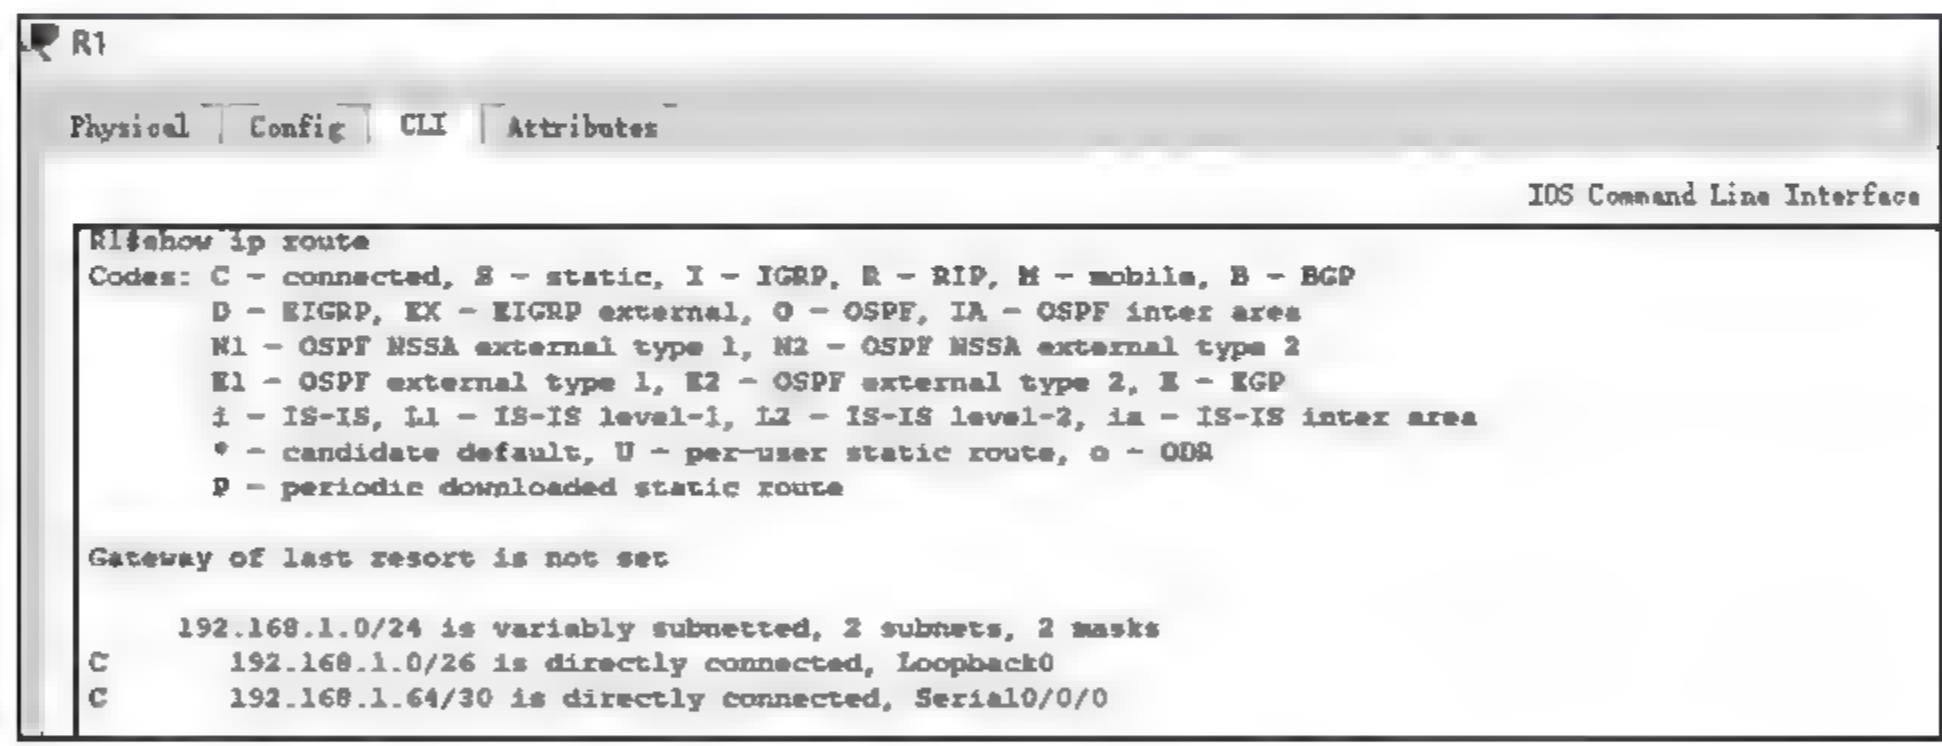 R1
Physical Config CLI Attributes
IOS Command Line Interface
R1#show ip route
Codes: C - connected, S - static, I - IGRP, R - RIP, M - mobile, B - BGP
D - EIGRP, EX - EIGRP external, O - OSPF, IA - OSPF inter area
N1 - OSPF NSSA external type 1, N2 - OSPF NSSA external type 2
E1 - OSPF external type 1, E2 - OSPF external type 2, E - EGP
i - IS-IS, L1 - IS-IS level-1, L2 - IS-IS level-2, ia - IS-IS inter area
* - candidate default, U - per-user static route, o - ODR
P - periodic downloaded static route
Gateway of last resort is not set
192.168.1.0/24 is variably subnetted, 2 subnets, 2 masks
C 192.168.1.0/26 is directly connected, Loopback0
C 192.168.1.64/30 is directly connected, Serial0/0/0